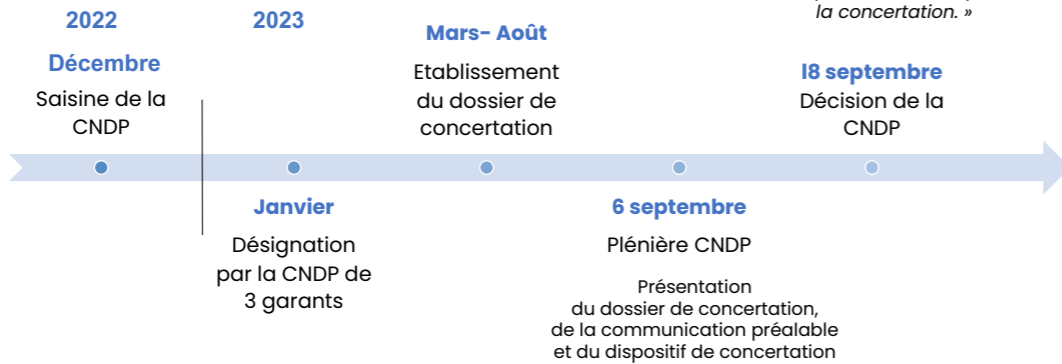 la concertation. »
2022
2023
Décembre
Saisine de la
CNDP
Janvier
Désignation
par la CNDP de
3 garants
Mars- Août
Etablissement
du dossier de
concertation
6 septembre
Plénière CNDP
Présentation
du dossier de concertation,
de la communication préalable
et du dispositif de concertation
18 septembre
Décision de la
CNDP